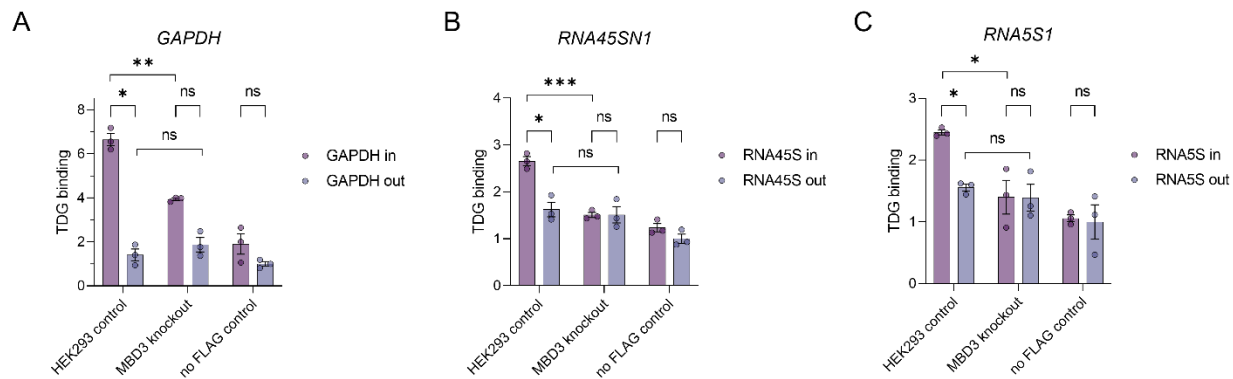 A
GAPDH
**
*
ns
ns
ns
8
6
4
2
0
TDG binding
HEK293 control
MBD3 knockout
no FLAG control
GAPDH in
GAPDH out
B
RNA45SN1
***
*
ns
ns
ns
4
3
2
1
0
TDG binding
HEK293 control
MBD3 knockout
no FLAG control
RNA45S in
RNA45S out
C
RNA5S1
*
*
ns
ns
ns
3
2
1
0
TDG binding
HEK293 control
MBD3 knockout
no FLAG control
RNA5S in
RNA5S out